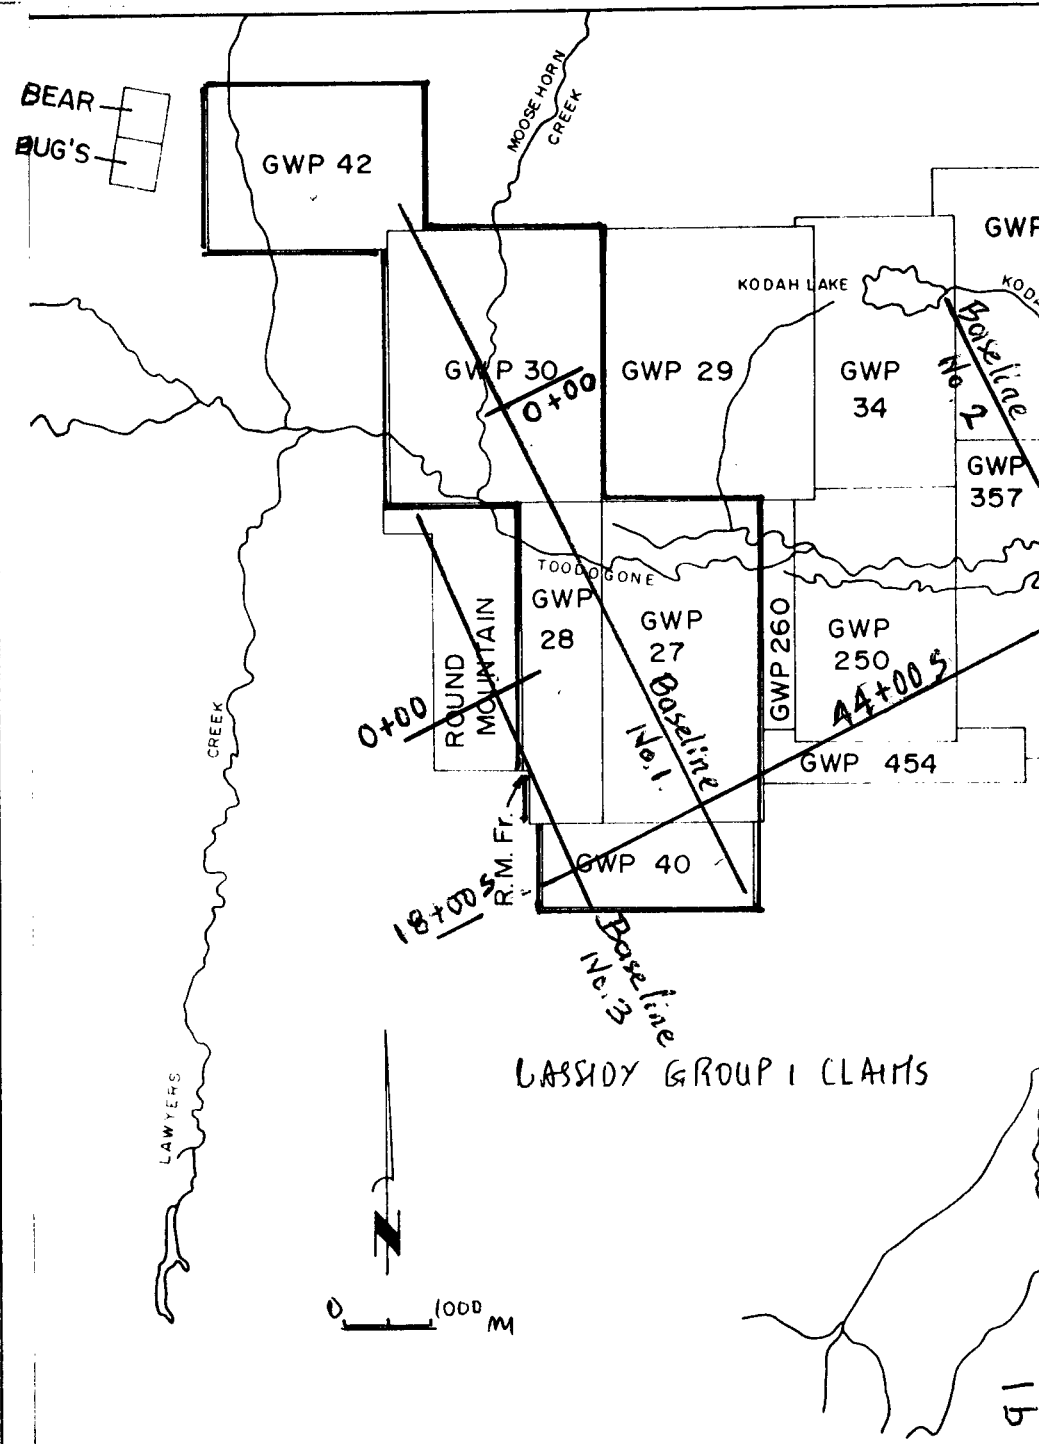 BEAR
BUG'S
GWP 42
MOOSEHORN
CREEK
GWP
KODAH LAKE
Baseline
No. 2
GWP 30
0+00
GWP 29
GWP
34
GWP
357
TOODOGONE
GWP
28
GWP
27
GWP 260
GWP
250
44+00 S
ROUND
MOUNTAIN
0+00
Baseline
No. 1.
CREEK
GWP 454
R.M. Fr.
GWP 40
18+00 S
Baseline
No. 3
LAWYERS
CASSIDY GROUP 1 CLAIMS
N
0 1000 m